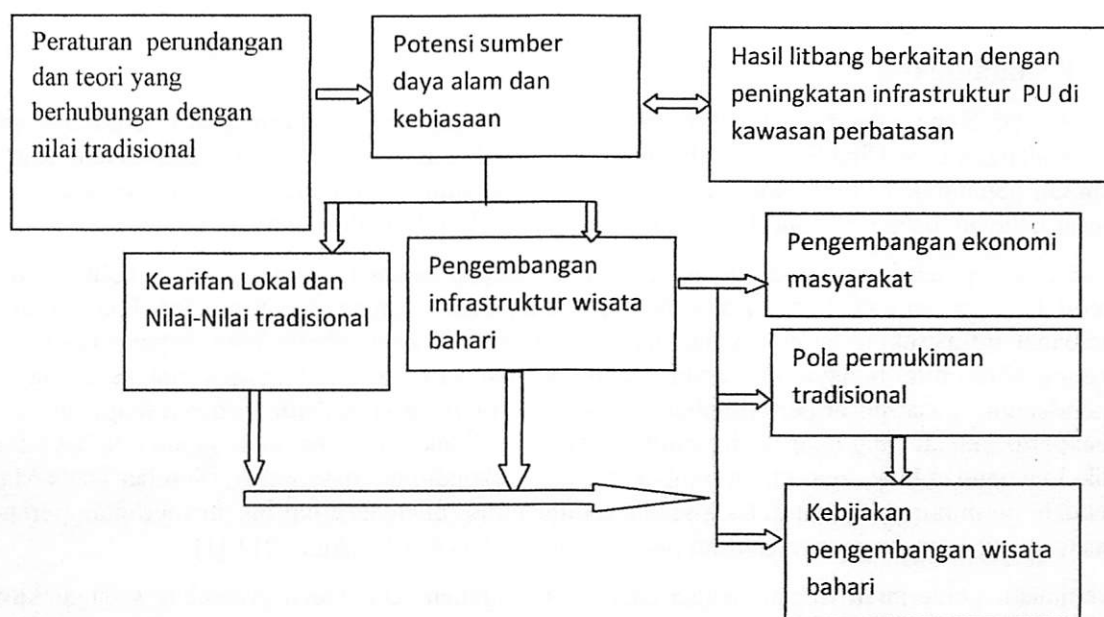 Peraturan perundangan
dan teori yang
berhubungan dengan
nilai tradisional
Potensi sumber
daya alam dan
kebiasaan
Hasil litbang berkaitan dengan
peningkatan infrastruktur PU di
kawasan perbatasan
Kearifan Lokal dan
Nilai-Nilai tradisional
Pengembangan
infrastruktur wisata
bahari
Pengembangan ekonomi
masyarakat
Pola permukiman
tradisional
Kebijakan
pengembangan wisata
bahari